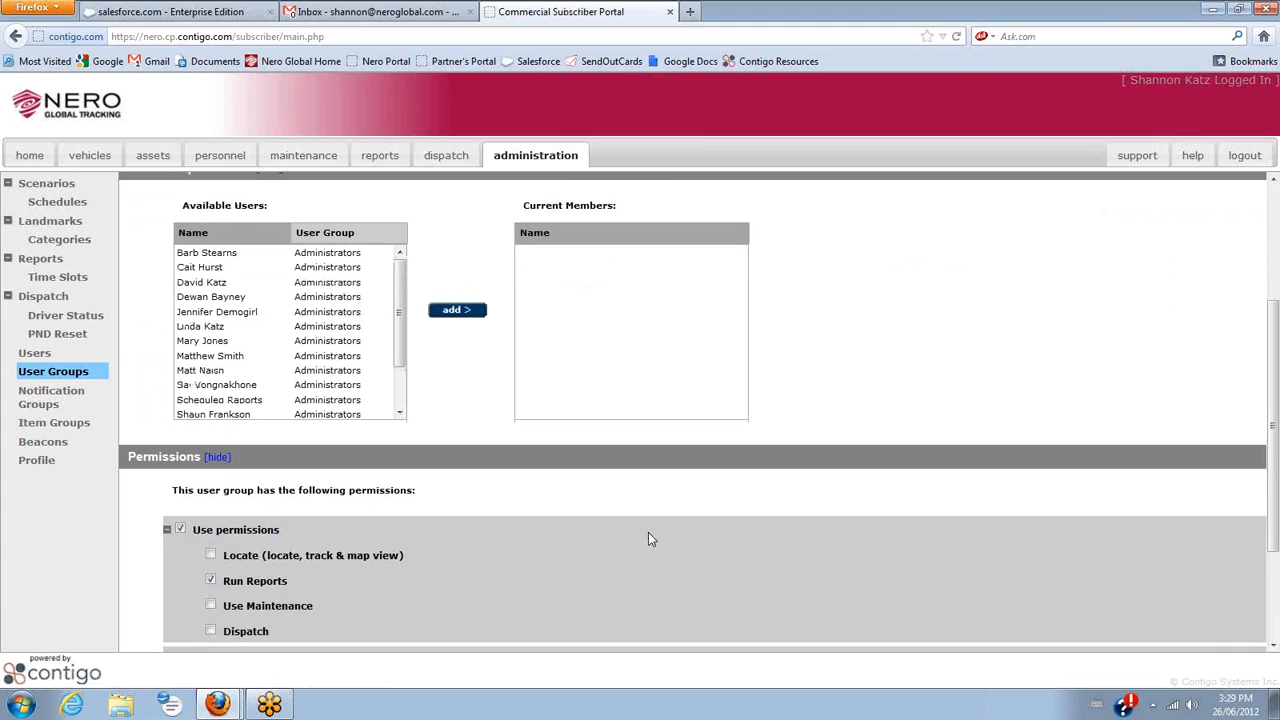 Firefox
salesforce.com - Enterprise Edition
Inbox - shannon@neroglobal.com - ...
Commercial Subscriber Portal
contigo.com
https://nero.cp.contigo.com/subscriber/main.php
Ask.com
Most Visited Google Gmail Documents Nero Global Home Nero Portal Partner's Portal Salesforce SendOutCards Google Docs Contigo Resources Bookmarks
[ Shannon Katz Logged In ]
NERO
GLOBAL TRACKING
home vehicles assets personnel maintenance reports dispatch administration support help logout
Scenarios
Schedules
Landmarks
Categories
Reports
Time Slots
Dispatch
Driver Status
PND Reset
Users
User Groups
Notification
Groups
Item Groups
Beacons
Profile
Available Users:
Name User Group
Barb Stearns Administrators
Cait Hurst Administrators
David Katz Administrators
Dewan Bayney Administrators
Jennifer Demogirl Administrators
Linda Katz Administrators
Mary Jones Administrators
Matthew Smith Administrators
Matt Administrators
Vongnakhone Administrators
Scheduled Reports Administrators
Shaun Frankson Administrators
add >
Current Members:
Name
Permissions [hide]
This user group has the following permissions:
Use permissions
Locate (locate, track & map view)
Run Reports
Use Maintenance
Dispatch
powered by
contigo
© Contigo Systems Inc.
3:29 PM
26/06/2012